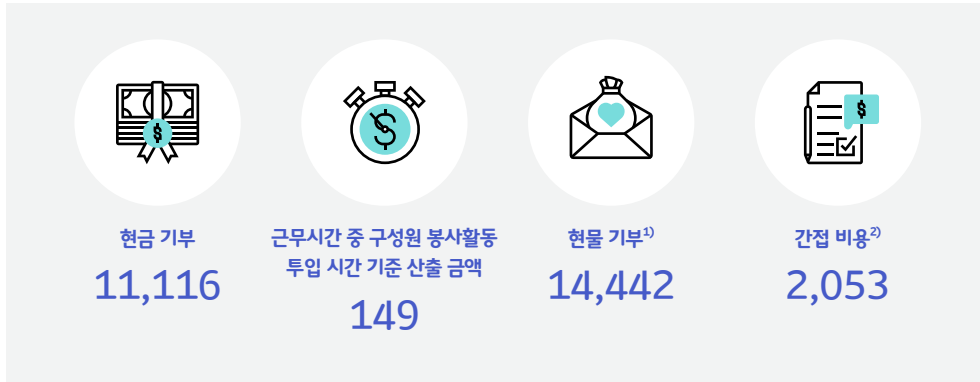 현금 기부
11,116
근무시간 중 구성원 봉사활동
투입 시간 기준 산출 금액
149
현물 기부1)
14,442
간접 비용2)
2,053